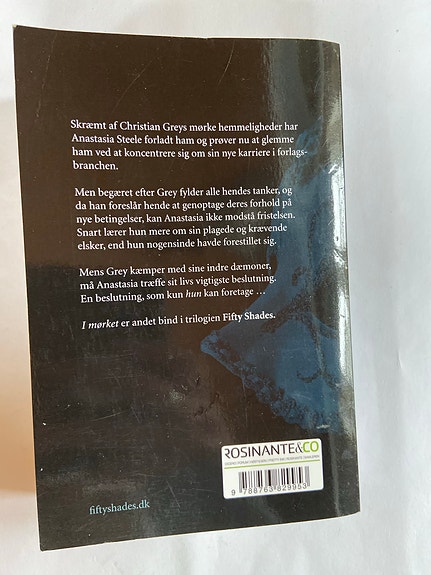 Skræmt af Christian Greys mørke hemmeligheder har
Anastasia Steele forladt ham og prøver nu at glemme
ham ved at koncentrere sig om sin nye karriere i forlags-
branchen.
Men begæret efter Grey fylder alle hendes tanker, og
da han foreslår hende at genoptage deres forhold på
nye betingelser, kan Anastasia ikke modstå fristelsen.
Snart lærer hun mere om sin plagede og krævende
elsker, end hun nogensinde havde forestillet sig.
Mens Grey kæmper med sine indre dæmoner,
må Anastasia træffe sit livs vigtigste beslutning.
En beslutning, som kun hun kan foretage …
I mørket er andet bind i trilogien Fifty Shades.
ROSINANTE&CO
9 788763 829953
fiftyshades.dk